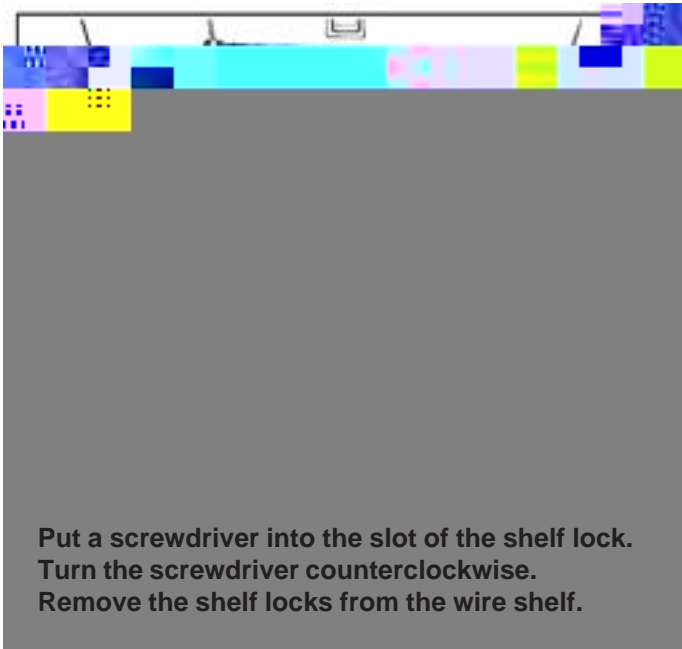 Put a screwdriver into the slot of the shelf lock.
Turn the screwdriver counterclockwise.
Remove the shelf locks from the wire shelf.